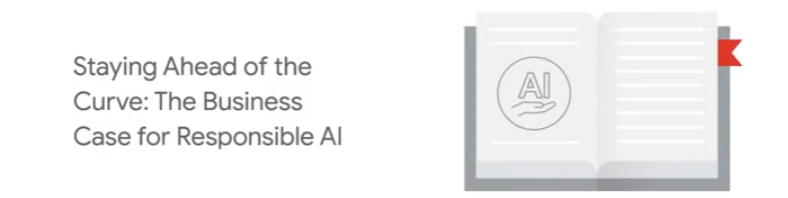 Staying Ahead of the
Curve: The Business
Case for Responsible AI
AI